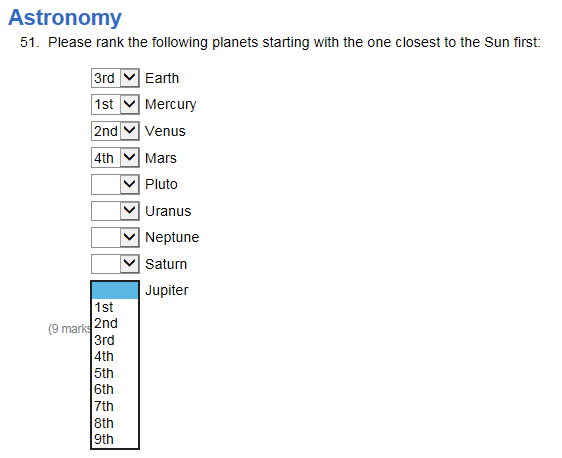 Astronomy
51. Please rank the following planets starting with the one closest to the Sun first:
3rd Earth
1st Mercury
2nd Venus
4th Mars
Pluto
Uranus
Neptune
Saturn
Jupiter
1st
(9 marks 2nd
3rd
4th
5th
6th
7th
8th
9th